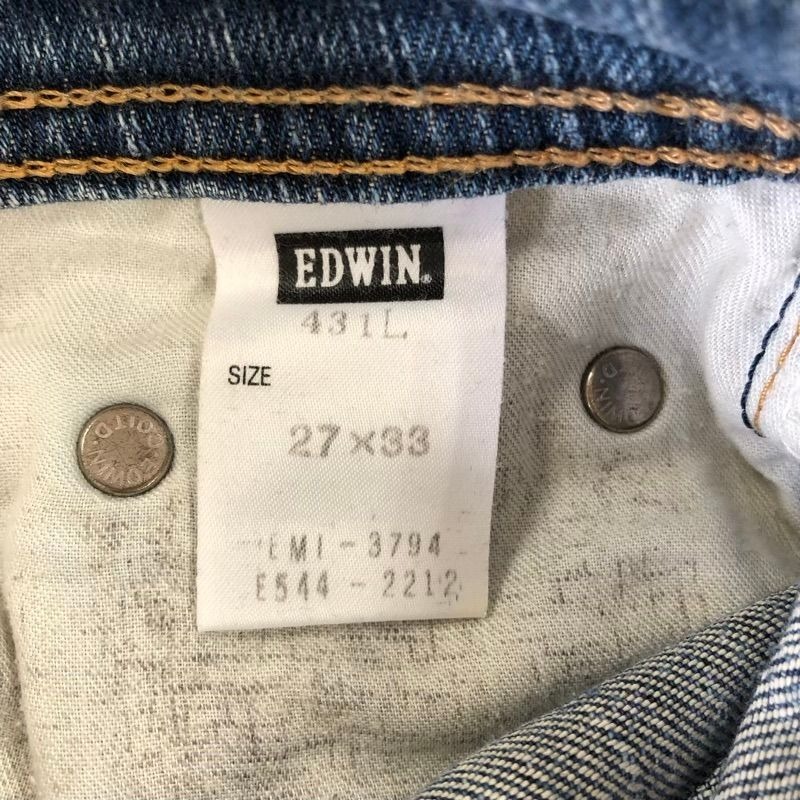 EDWIN®
431L
SIZE
27×33
EMI-3794
E544-2212